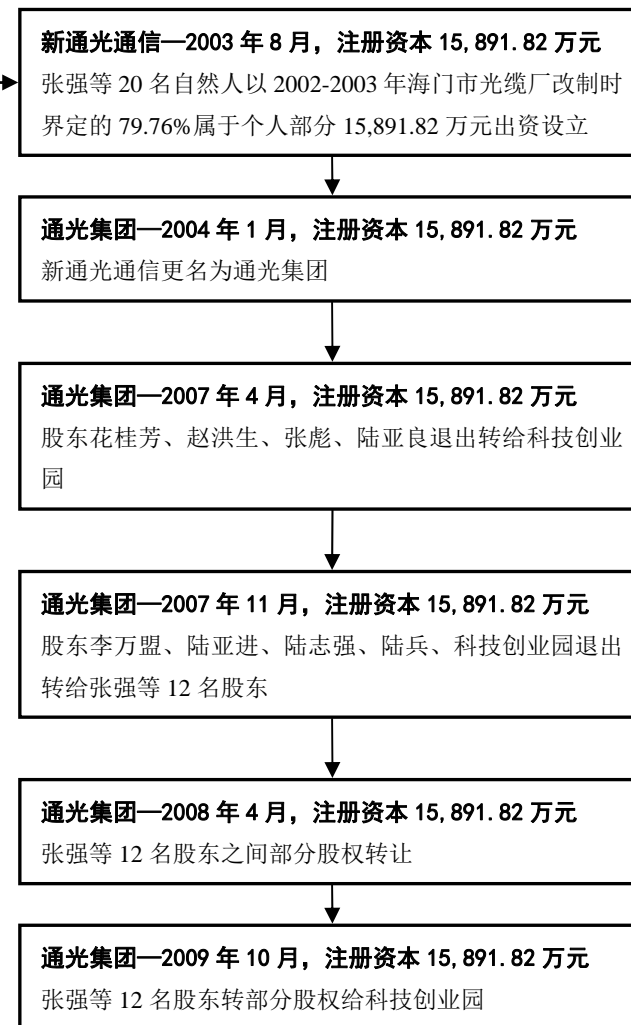 新通光通信—2003 年 8 月，注册资本 15,891.82 万元
张强等 20 名自然人以 2002-2003 年海门市光缆厂改制时
界定的 79.76%属于个人部分 15,891.82 万元出资设立
通光集团—2004 年 1 月，注册资本 15,891.82 万元
新通光通信更名为通光集团
通光集团—2007 年 4 月，注册资本 15,891.82 万元
股东花桂芳、赵洪生、张彪、陆亚良退出转给科技创业
园
通光集团—2007 年 11 月，注册资本 15,891.82 万元
股东李万盟、陆亚进、陆志强、陆兵、科技创业园退出
转给张强等 12 名股东
通光集团—2008 年 4 月，注册资本 15,891.82 万元
张强等 12 名股东之间部分股权转让
通光集团—2009 年 10 月，注册资本 15,891.82 万元
张强等 12 名股东转部分股权给科技创业园